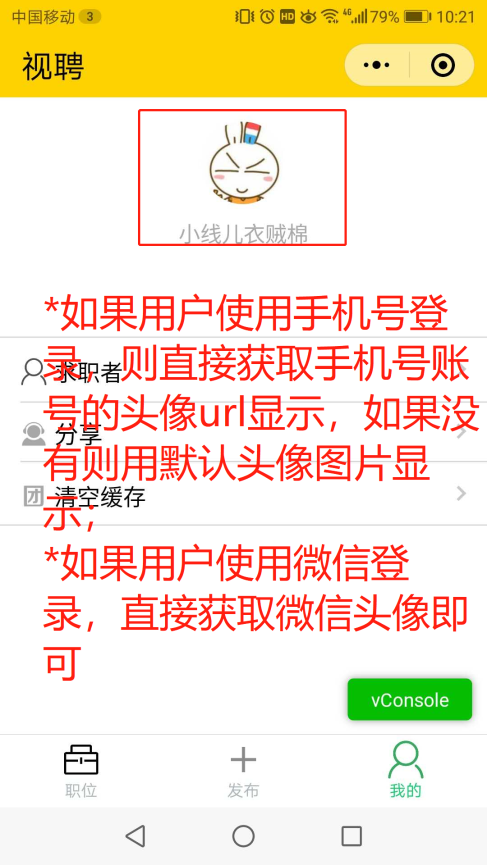 中国移动 3 HD 4G 79% 10:21
视聘
小线儿衣贼棉
*如果用户使用手机号登
录，则直接获取手机号账
号的头像url显示，如果没
有则用默认头像图片显
示；
*如果用户使用微信登
录，直接获取微信头像即
可
求职者
分享
团 清空缓存
vConsole
职位
发布
我的